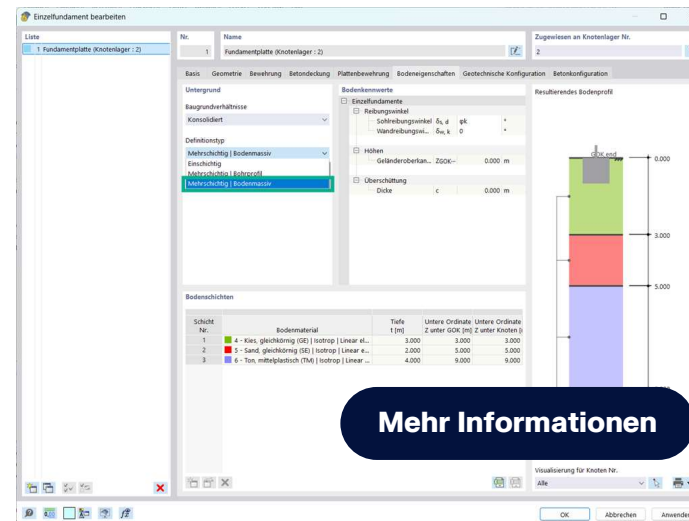 Einzelfundament bearbeiten
Liste
1 Fundamentplatte (Knotenlager : 2)
Nr.
1
Name
Fundamentplatte (Knotenlager : 2)
Zugewiesen an Knotenlager Nr.
2
Basis Geometrie Bewehrung Betondeckung Plattenbewehrung Bodeneigenschaften Geotechnische Konfiguration Betonkonfiguration
Untergrund
Baugrundverhältnisse
Konsolidiert
Definitionstyp
Mehrschichtig | Bodenmassiv
Einschichtig
Mehrschichtig | Bohrprofil
Mehrschichtig | Bodenmassiv
Bodenkennwerte
Einzelfundamente
Reibungswinkel
Sohlreibungswinkel δs, d φk °
Wandreibungswi... δw, k 0 °
Höhen
Geländeroberkan... ZGOK-- 0.000 m
Überschüttung
Dicke c 0.000 m
Resultierendes Bodenprofil
GOK,end
0.000
3.000
5.000
Bodenschichten
Schicht Nr. Bodenmaterial Tiefe t [m] Untere Ordinate Z unter GOK [m] Untere Ordinate Z unter Knoten [
1 4 - Kies, gleichkörnig (GE) | Isotrop | Linear el... 3.000 3.000 3.000
2 5 - Sand, gleichkörnig (SE) | Isotrop | Linear e... 2.000 5.000 5.000
3 6 - Ton, mittelplastisch (TM) | Isotrop | Linear ... 4.000 9.000 9.000
Mehr Informationen
Visualisierung für Knoten Nr.
Alle
OK Abbrechen Anwenden